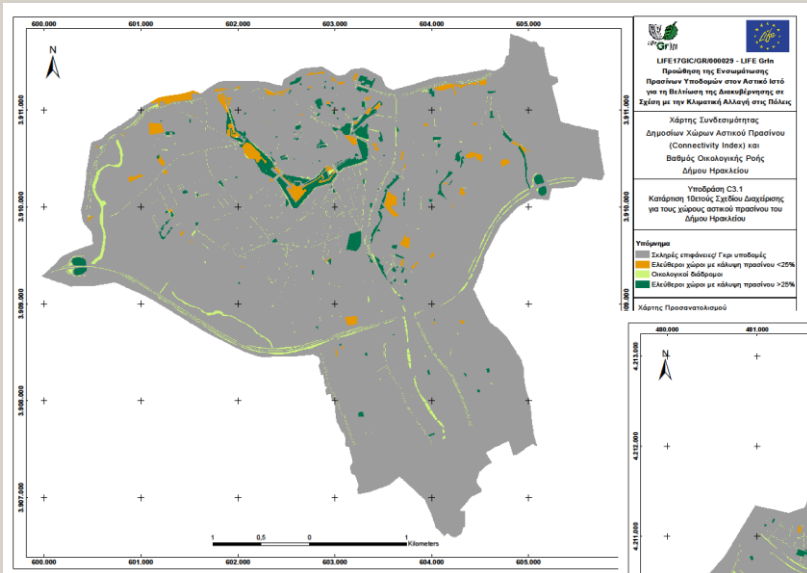 600.000 601.000 602.000 603.000 604.000 605.000
N
3.911.000
3.910.000
3.909.000
3.908.000
3.907.000
1 0,5 0 1
Kilometers
600.000 601.000 602.000 603.000 604.000 605.000
GrIn
Life
LIFE17GIC/GR/000029 - LIFE GrIn
Προώθηση της Ενσωμάτωσης
Πρασίνων Υποδομών στον Αστικό Ιστό
για τη Βελτίωση της Διακυβέρνησης σε
Σχέση με την Κλιματική Αλλαγή στις Πόλεις
Χάρτης Συνδεσιμότητας
Δημοσίων Χώρων Αστικού Πρασίνου
(Connectivity Index) και
Βαθμός Οικολογικής Ροής
Δήμου Ηρακλείου
Υποδράση C3.1
Κατάρτιση 10ετούς Σχεδίου Διαχείρισης
για τους χώρους αστικού πρασίνου του
Δήμου Ηρακλείου
Υπόμνημα
Σκληρές επιφάνειες/ Γκρι υποδομές
Ελεύθεροι χώροι με κάλυψη πρασίνου <25%
Οικολογικοί διάδρομοι
Ελεύθεροι χώροι με κάλυψη πρασίνου >25%
Χάρτης Προσανατολισμού
480.000 481.000
N
4.213.000
4.212.000
4.211.000